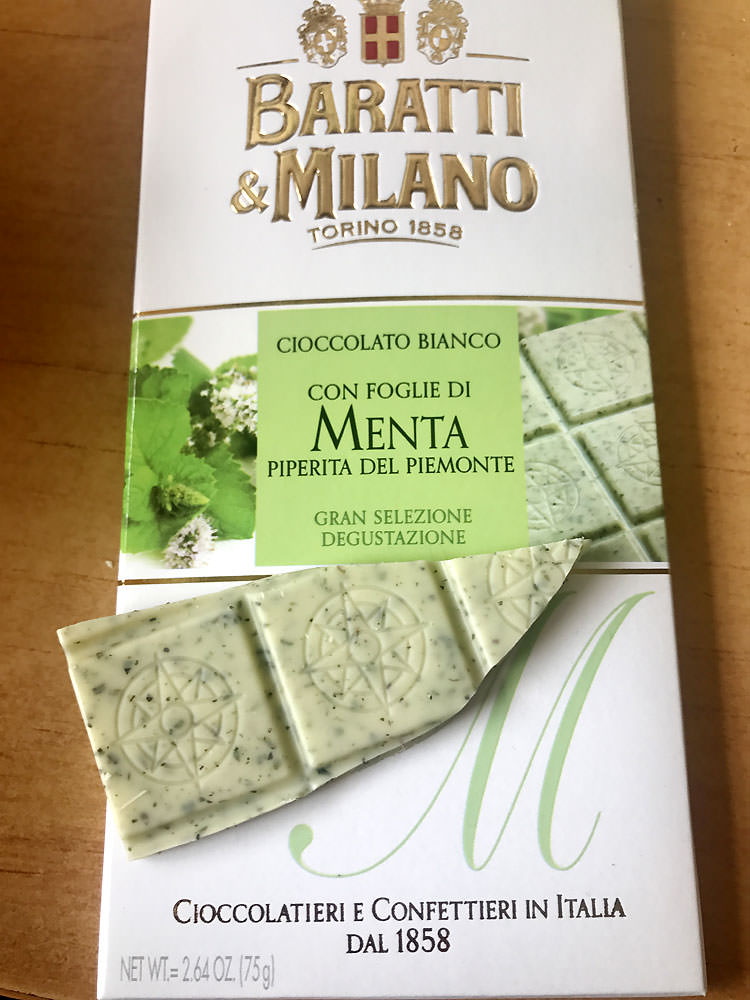 BARATTI
& MILANO
TORINO 1858
CIOCCOLATO BIANCO
CON FOGLIE DI
MENTA
PIPERITA DEL PIEMONTE
GRAN SELEZIONE
DEGUSTAZIONE
M
CIOCCOLATIERI E CONFETTIERI IN ITALIA
DAL 1858
NET WT.= 2.64 OZ. (75g)